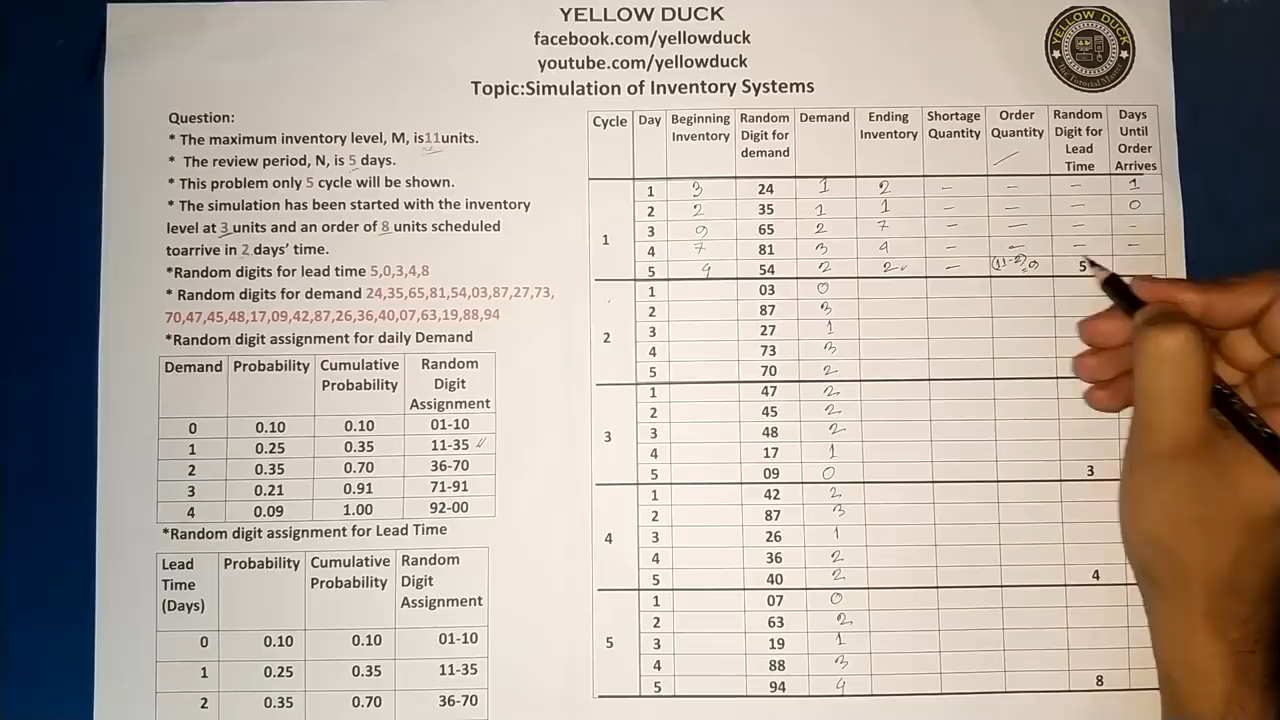 YELLOW DUCK
facebook.com/yellowduck
youtube.com/yellowduck
Topic:Simulation of Inventory Systems
YELLOW DUCK
Question:
* The maximum inventory level, M, is11units.
* The review period, N, is 5 days.
* This problem only 5 cycle will be shown.
* The simulation has been started with the inventory
level at 3 units and an order of 8 units scheduled
toarrive in 2 days' time.
*Random digits for lead time 5,0,3,4,8
* Random digits for demand 24,35,65,81,54,03,87,27,73,
70,47,45,48,17,09,42,87,26,36,40,07,63,19,88,94
*Random digit assignment for daily Demand
Demand Probability Cumulative Probability Random Digit Assignment
0 0.10 0.10 01-10
1 0.25 0.35 11-35
2 0.35 0.70 36-70
3 0.21 0.91 71-91
4 0.09 1.00 92-00
*Random digit assignment for Lead Time
Lead Time (Days) Probability Cumulative Probability Random Digit Assignment
0 0.10 0.10 01-10
1 0.25 0.35 11-35
2 0.35 0.70 36-70
Cycle Day Beginning Inventory Random Digit for demand Demand Ending Inventory Shortage Quantity Order Quantity Random Digit for Lead Time Days Until Order Arrives
1 1 3 24 1 2 - - - 1
2 2 35 1 1 - - - 0
3 9 65 2 7 - - - -
4 7 81 3 4 - - - -
5 4 54 2 2 - (11-2)=9 5
2 1 03 0
2 87 3
3 27 1
4 73 3
5 70 2
3 1 47 2
2 45 2
3 48 2
4 17 1
5 09 0 3
4 1 42 2
2 87 3
3 26 1
4 36 2
5 40 2 4
5 1 07 0
2 63 2
3 19 1
4 88 3
5 94 4 8